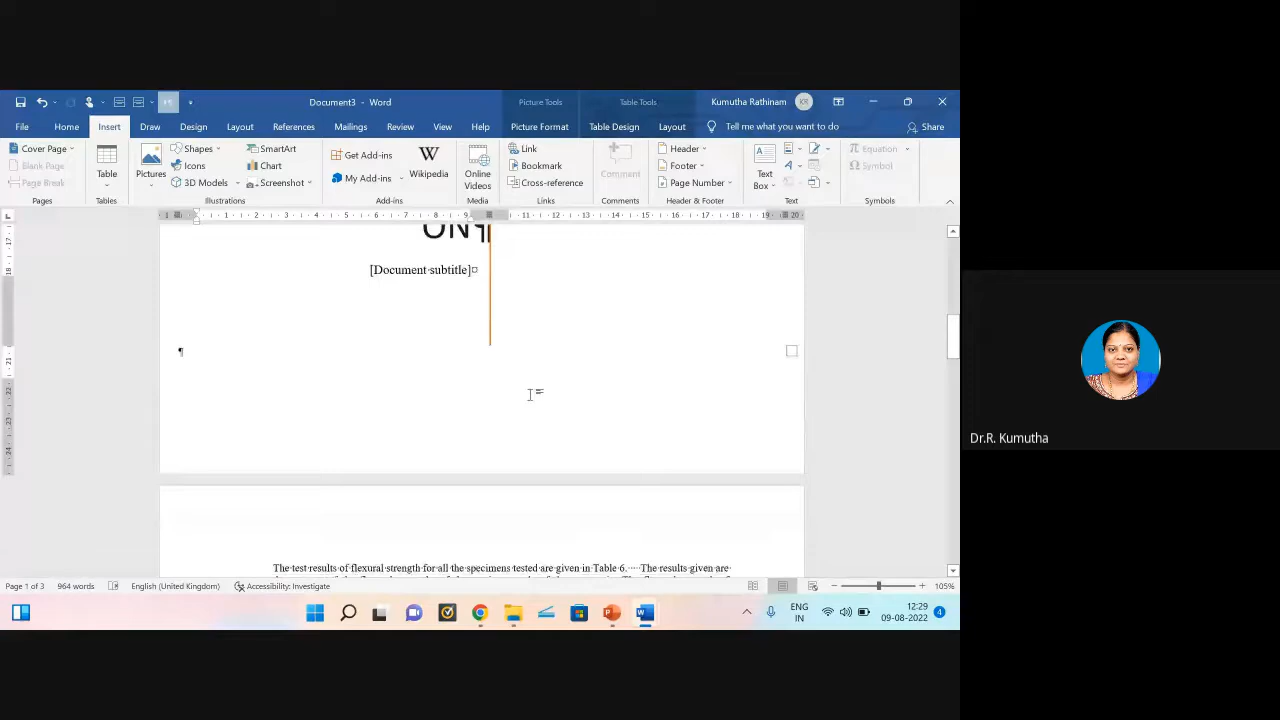 Document3 - Word
Picture Tools
Table Tools
Kumutha Rathinam
KR
File
Home
Insert
Draw
Design
Layout
References
Mailings
Review
View
Help
Picture Format
Table Design
Layout
Tell me what you want to do
Share
Cover Page
Blank Page
Page Break
Pages
Table
Tables
Pictures
Shapes
Icons
3D Models
SmartArt
Chart
Screenshot
Illustrations
Get Add-ins
My Add-ins
Wikipedia
Add-ins
Online
Videos
Media
Link
Bookmark
Cross-reference
Links
Comment
Comments
Header
Footer
Page Number
Header & Footer
Text
Box
Text
Equation
Symbol
Symbols
[Document·subtitle]¤
¶
The·test·results·of·flexural·strength·for·all·the·specimens·tested·are·given·in·Table·6.····The·results·given·are·
Page 1 of 3
964 words
English (United Kingdom)
Accessibility: Investigate
105%
ENG
IN
12:29
09-08-2022
4
Dr.R. Kumutha